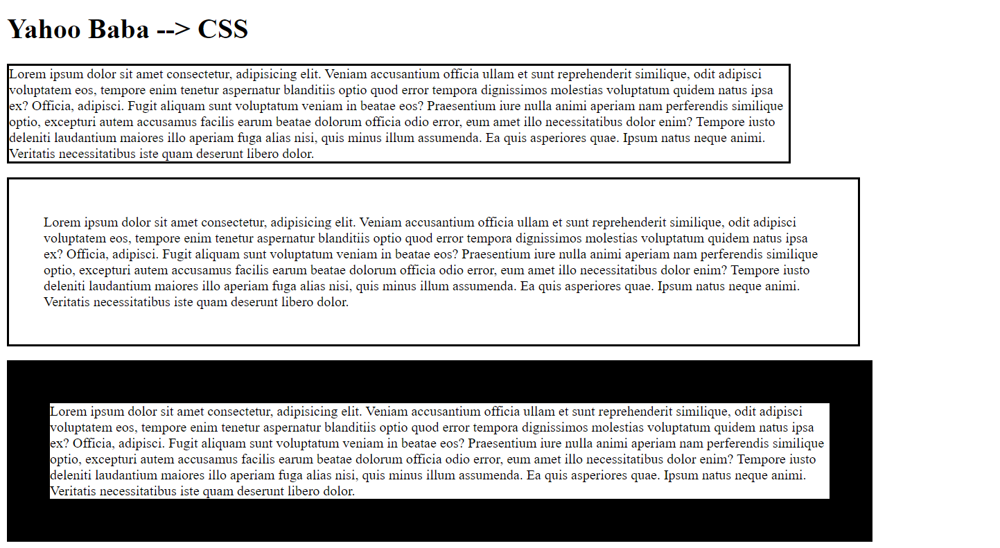 Yahoo Baba --> CSS
Lorem ipsum dolor sit amet consectetur, adipisicing elit. Veniam accusantium officia ullam et sunt reprehenderit similique, odit adipisci
voluptatem eos, tempore enim tenetur aspernatur blanditiis optio quod error tempora dignissimos molestias voluptatum quidem natus ipsa
ex? Officia, adipisci. Fugit aliquam sunt voluptatum veniam in beatae eos? Praesentium iure nulla animi aperiam nam perferendis similique
optio, excepturi autem accusamus facilis earum beatae dolorum officia odio error, eum amet illo necessitatibus dolor enim? Tempore iusto
deleniti laudantium maiores illo aperiam fuga alias nisi, quis minus illum assumenda. Ea quis asperiores quae. Ipsum natus neque animi.
Veritatis necessitatibus iste quam deserunt libero dolor.
Lorem ipsum dolor sit amet consectetur, adipisicing elit. Veniam accusantium officia ullam et sunt reprehenderit similique, odit adipisci
voluptatem eos, tempore enim tenetur aspernatur blanditiis optio quod error tempora dignissimos molestias voluptatum quidem natus ipsa
ex? Officia, adipisci. Fugit aliquam sunt voluptatum veniam in beatae eos? Praesentium iure nulla animi aperiam nam perferendis similique
optio, excepturi autem accusamus facilis earum beatae dolorum officia odio error, eum amet illo necessitatibus dolor enim? Tempore iusto
deleniti laudantium maiores illo aperiam fuga alias nisi, quis minus illum assumenda. Ea quis asperiores quae. Ipsum natus neque animi.
Veritatis necessitatibus iste quam deserunt libero dolor.
Lorem ipsum dolor sit amet consectetur, adipisicing elit. Veniam accusantium officia ullam et sunt reprehenderit similique, odit adipisci
voluptatem eos, tempore enim tenetur aspernatur blanditiis optio quod error tempora dignissimos molestias voluptatum quidem natus ipsa
ex? Officia, adipisci. Fugit aliquam sunt voluptatum veniam in beatae eos? Praesentium iure nulla animi aperiam nam perferendis similique
optio, excepturi autem accusamus facilis earum beatae dolorum officia odio error, eum amet illo necessitatibus dolor enim? Tempore iusto
deleniti laudantium maiores illo aperiam fuga alias nisi, quis minus illum assumenda. Ea quis asperiores quae. Ipsum natus neque animi.
Veritatis necessitatibus iste quam deserunt libero dolor.